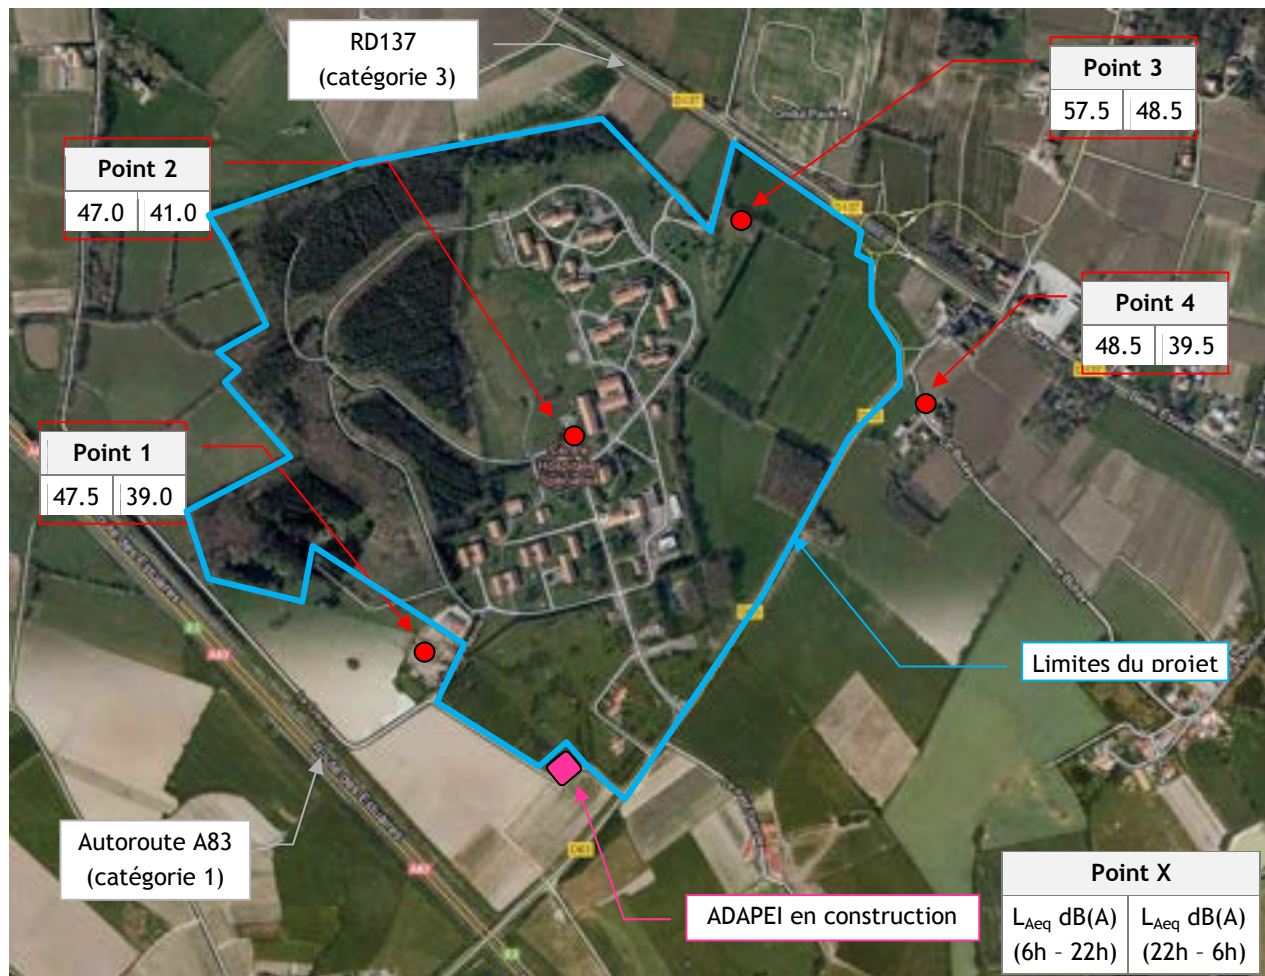 RD137
(catégorie 3)
Point 3
57.5 48.5
Point 2
47.0 41.0
Point 4
48.5 39.5
Point 1
47.5 39.0
Limites du projet
Autoroute A83
(catégorie 1)
ADAPEI en construction
Point X
LAeq dB(A) LAeq dB(A)
(6h - 22h) (22h - 6h)
A83
A83